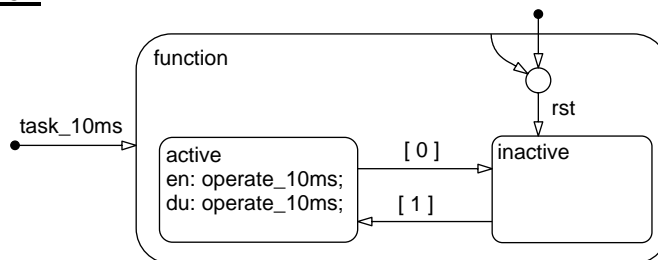 function
task_10ms
rst
active
en: operate_10ms;
du: operate_10ms;
[ 0 ]
inactive
[ 1 ]